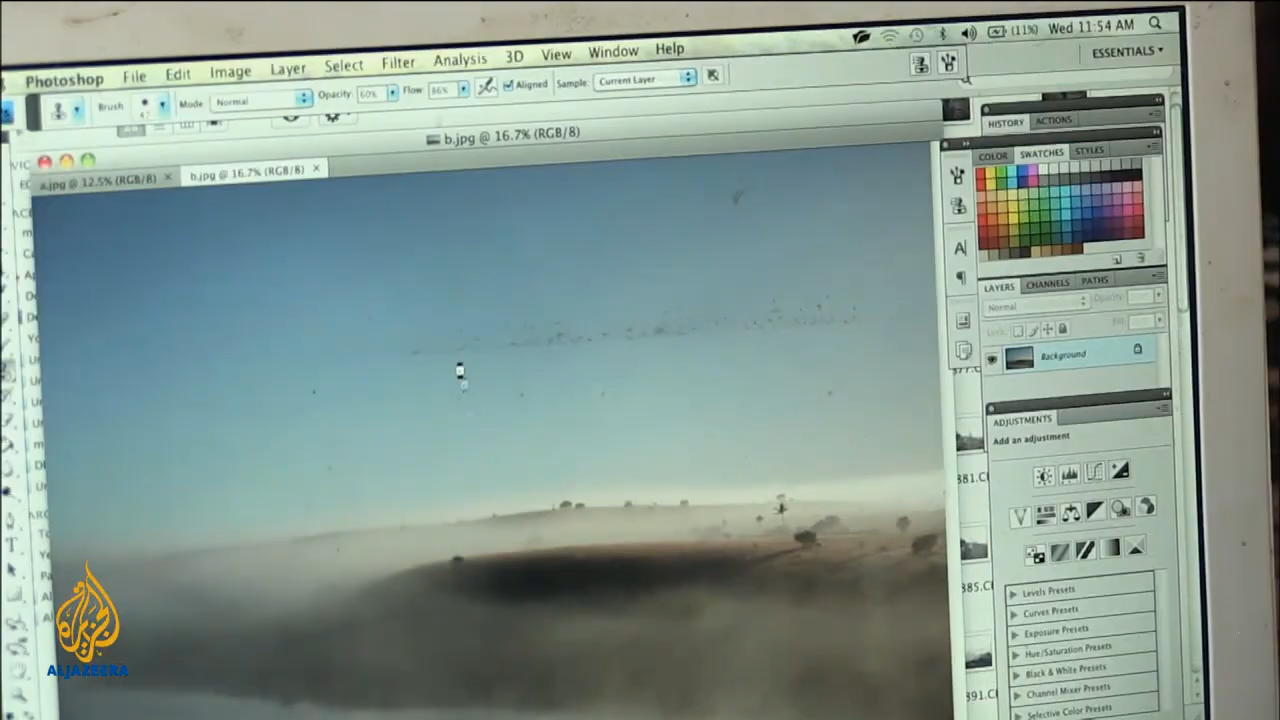 Wed 11:54 AM
(11%)
Photoshop File Edit Image Layer Select Filter Analysis 3D View Window Help
ESSENTIALS
Brush Mode Normal Opacity 60% Flow 86% Aligned Sample: Current Layer
b.jpg @ 16.7% (RGB/8)
a.jpg @ 12.5% (RGB/8) b.jpg @ 16.7% (RGB/8)
HISTORY ACTIONS
COLOR SWATCHES STYLES
LAYERS CHANNELS PATHS
Normal Opacity:
Lock: Fill:
Background
ADJUSTMENTS
Add an adjustment
Levels Presets
Curves Presets
Exposure Presets
Hue/Saturation Presets
Black & White Presets
Channel Mixer Presets
Selective Color Presets
الجزيرة
ALJAZEERA